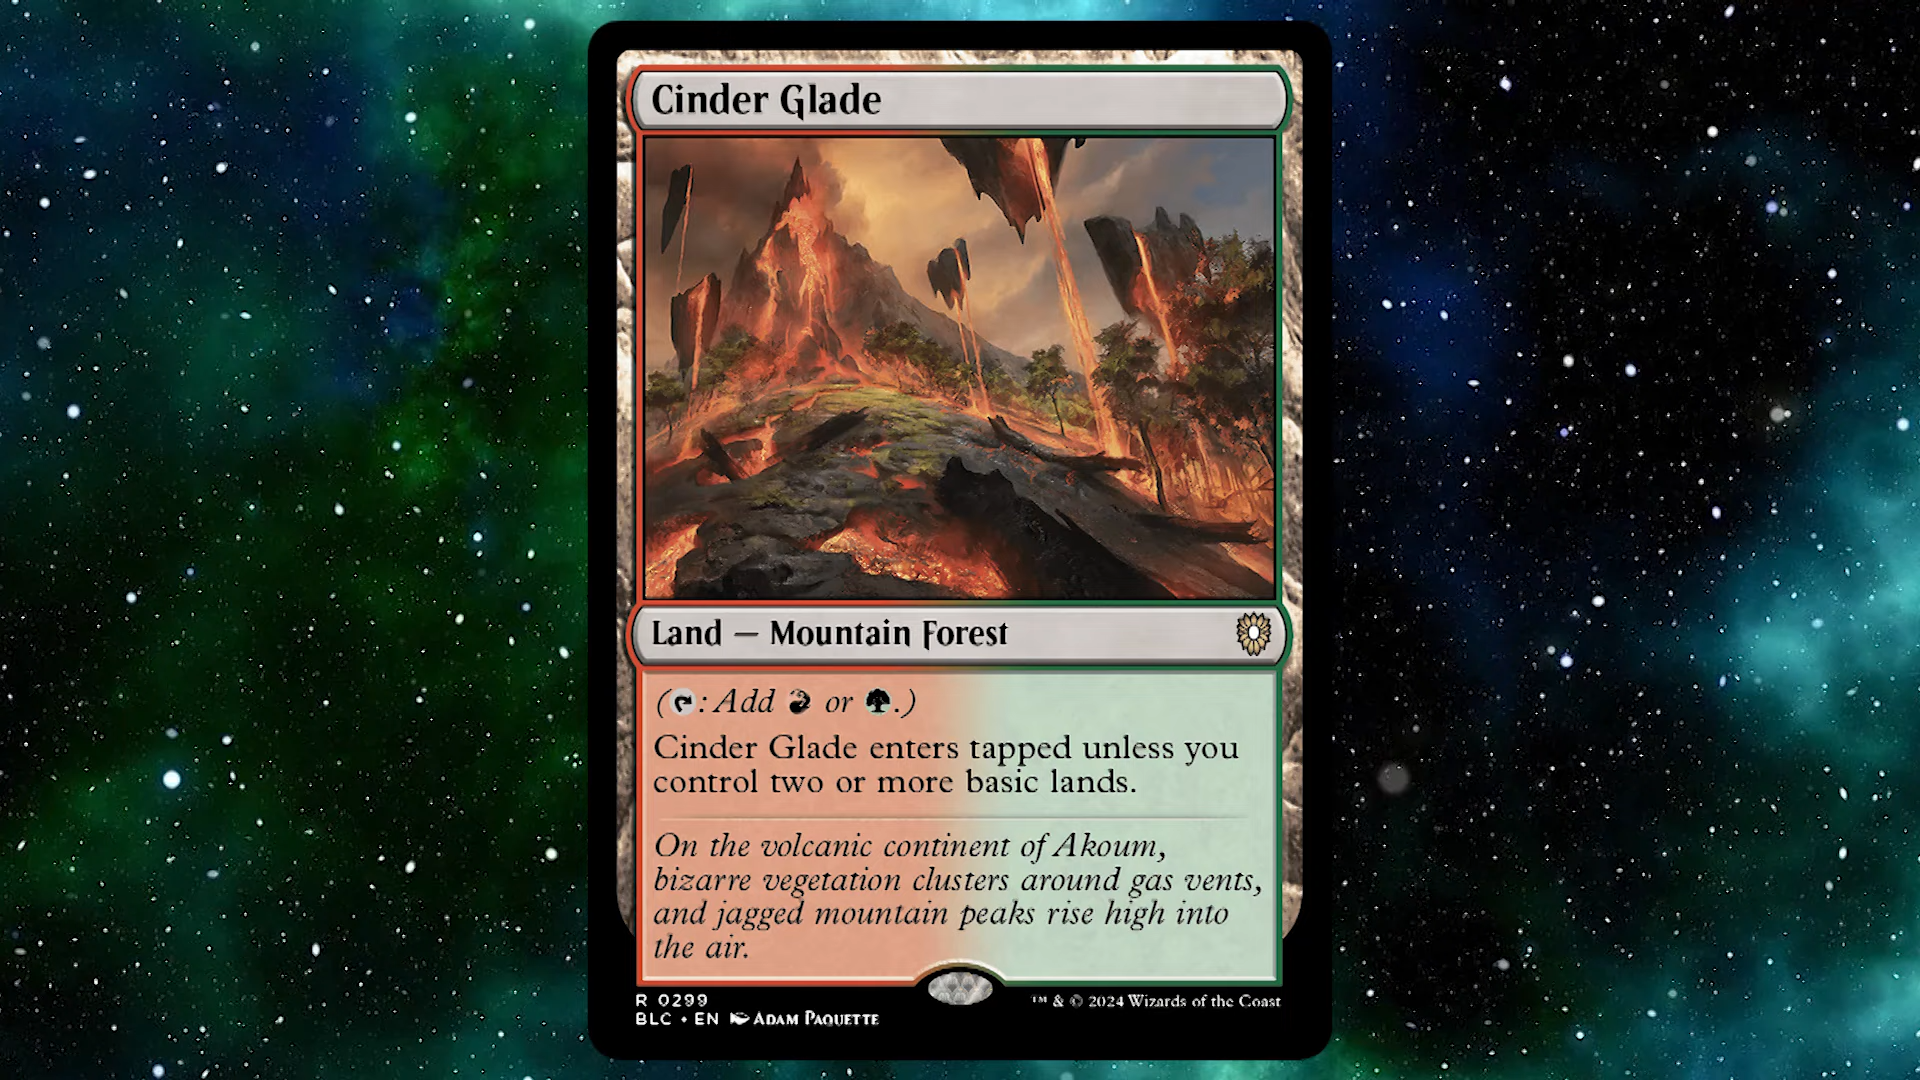 Cinder Glade
Land — Mountain Forest
(: Add or .)
Cinder Glade enters tapped unless you
control two or more basic lands.
On the volcanic continent of Akoum,
bizarre vegetation clusters around gas vents,
and jagged mountain peaks rise high into
the air.
R 0299
BLC • EN Adam Paquette
™ & © 2024 Wizards of the Coast